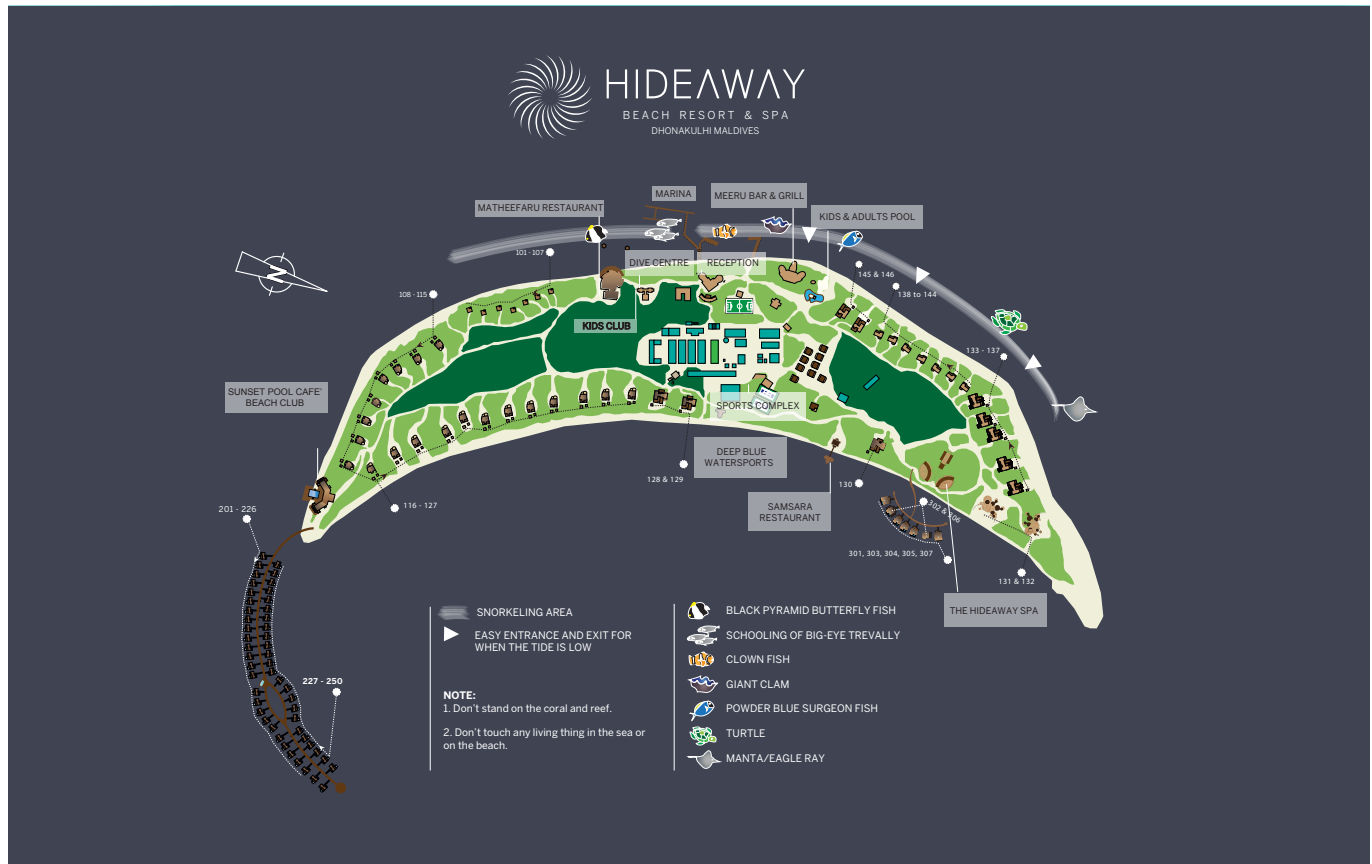 HIDEAWAY
BEACH RESORT & SPA
DHONAKULHI MALDIVES
MARINA
MEERU BAR & GRILL
MATHEEFARU RESTAURANT
KIDS & ADULTS POOL
101 - 107
DIVE CENTRE
RECEPTION
145 & 146
N
108 - 115
138 to 144
KIDS CLUB
133 - 137
SUNSET POOL CAFE'
BEACH CLUB
SPORTS COMPLEX
DEEP BLUE
WATERSPORTS
128 & 129
130
116 - 127
201 - 226
SAMSARA
RESTAURANT
302 & 306
301, 303, 304, 305, 307
131 & 132
THE HIDEAWAY SPA
227 - 250
SNORKELING AREA
EASY ENTRANCE AND EXIT FOR
WHEN THE TIDE IS LOW
NOTE:
1. Don't stand on the coral and reef.
2. Don't touch any living thing in the sea or
on the beach.
BLACK PYRAMID BUTTERFLY FISH
SCHOOLING OF BIG-EYE TREVALLY
CLOWN FISH
GIANT CLAM
POWDER BLUE SURGEON FISH
TURTLE
MANTA/EAGLE RAY